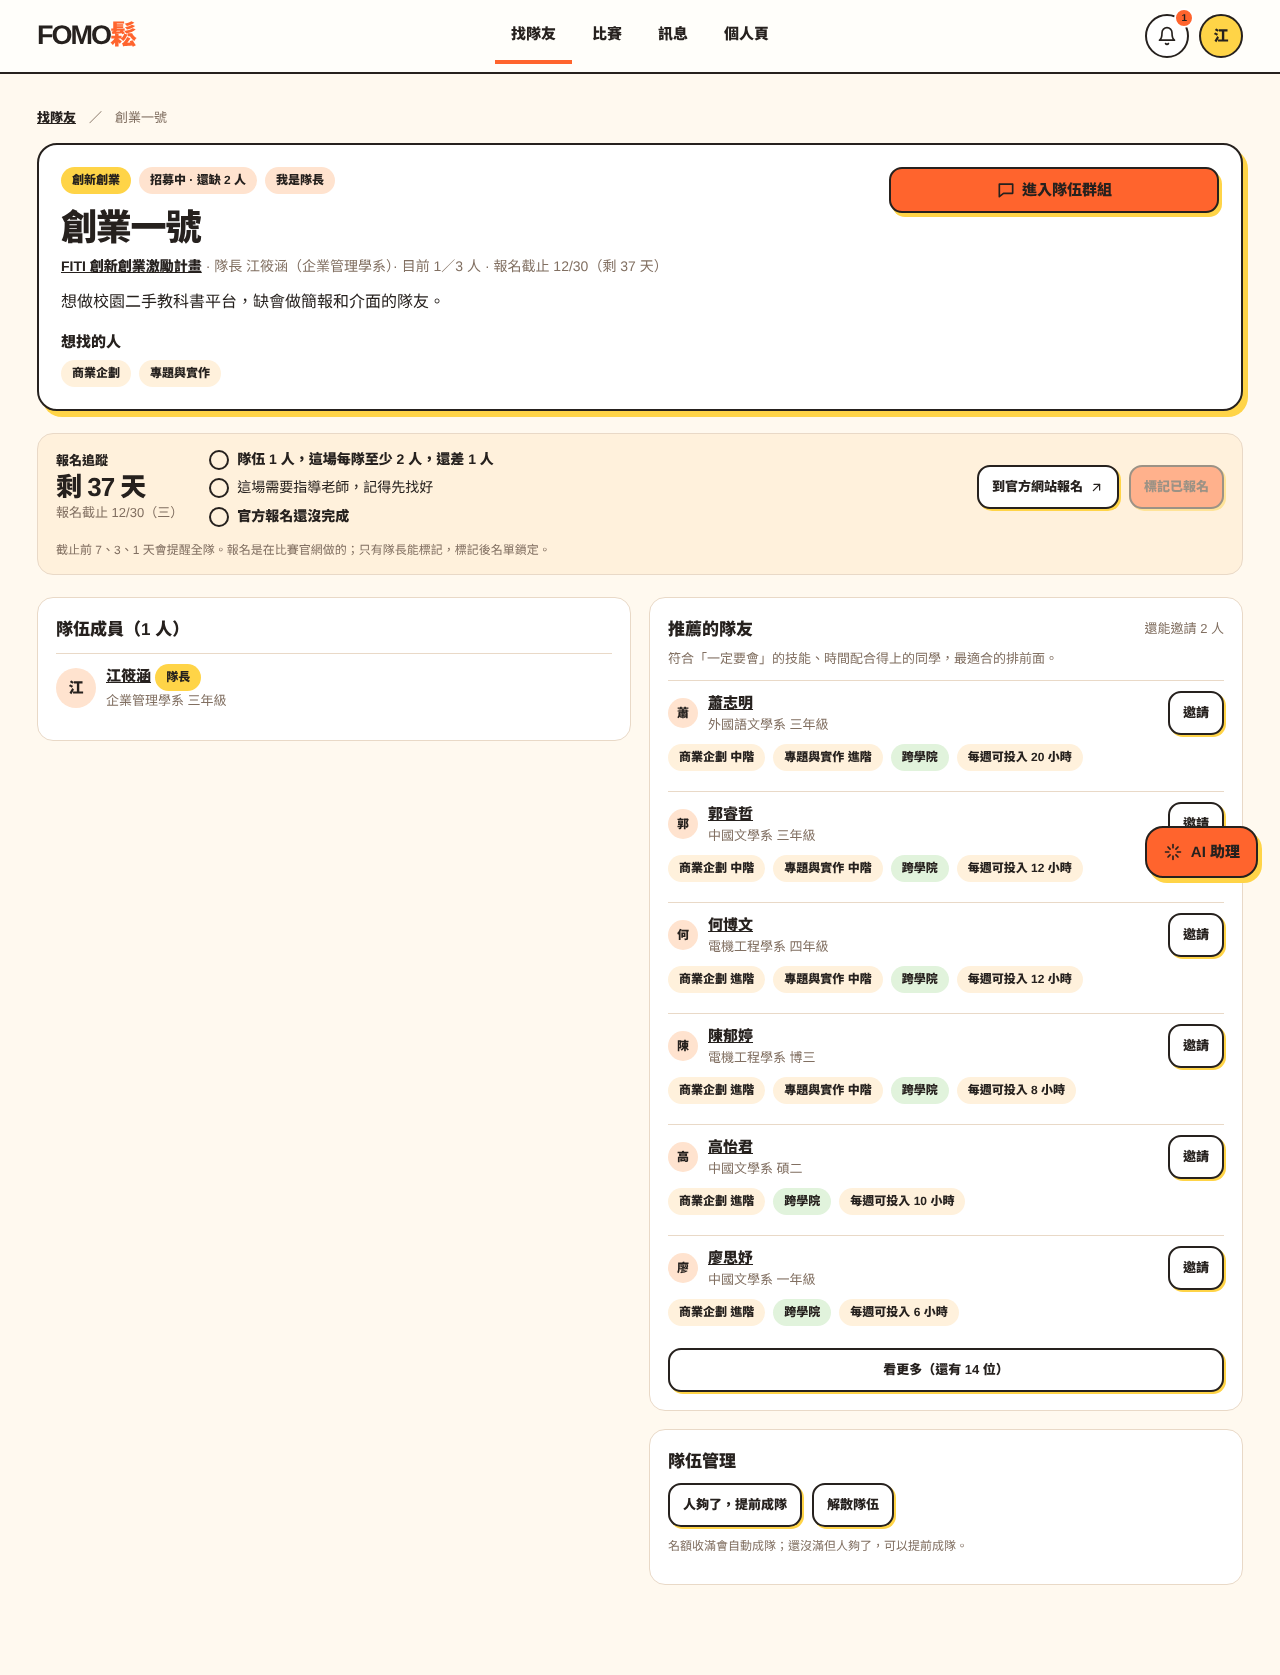 FOMO鬆
找隊友 比賽 訊息 個人頁
1
江
找隊友 ／ 創業一號
創新創業 招募中 · 還缺 2 人 我是隊長
進入隊伍群組
創業一號
FITI 創新創業激勵計畫 · 隊長 江筱涵（企業管理學系）· 目前 1／3 人 · 報名截止 12/30（剩 37 天）
想做校園二手教科書平台，缺會做簡報和介面的隊友。
想找的人
商業企劃 專題與實作
報名追蹤
剩 37 天
報名截止 12/30（三）
隊伍 1 人，這場每隊至少 2 人，還差 1 人
這場需要指導老師，記得先找好
官方報名還沒完成
到官方網站報名
標記已報名
截止前 7、3、1 天會提醒全隊。報名是在比賽官網做的；只有隊長能標記，標記後名單鎖定。
隊伍成員（1 人）
江
江筱涵 隊長
企業管理學系 三年級
推薦的隊友
還能邀請 2 人
符合「一定要會」的技能、時間配合得上的同學，最適合的排前面。
蕭
蕭志明
外國語文學系 三年級
邀請
商業企劃 中階 專題與實作 進階 跨學院 每週可投入 20 小時
郭
郭睿哲
中國文學系 三年級
邀請
商業企劃 中階 專題與實作 中階 跨學院 每週可投入 12 小時
AI 助理
何
何博文
電機工程學系 四年級
邀請
商業企劃 進階 專題與實作 中階 跨學院 每週可投入 12 小時
陳
陳郁婷
電機工程學系 博三
邀請
商業企劃 進階 專題與實作 中階 跨學院 每週可投入 8 小時
高
高怡君
中國文學系 碩二
邀請
商業企劃 進階 跨學院 每週可投入 10 小時
廖
廖思妤
中國文學系 一年級
邀請
商業企劃 進階 跨學院 每週可投入 6 小時
看更多（還有 14 位）
隊伍管理
人夠了，提前成隊 解散隊伍
名額收滿會自動成隊；還沒滿但人夠了，可以提前成隊。